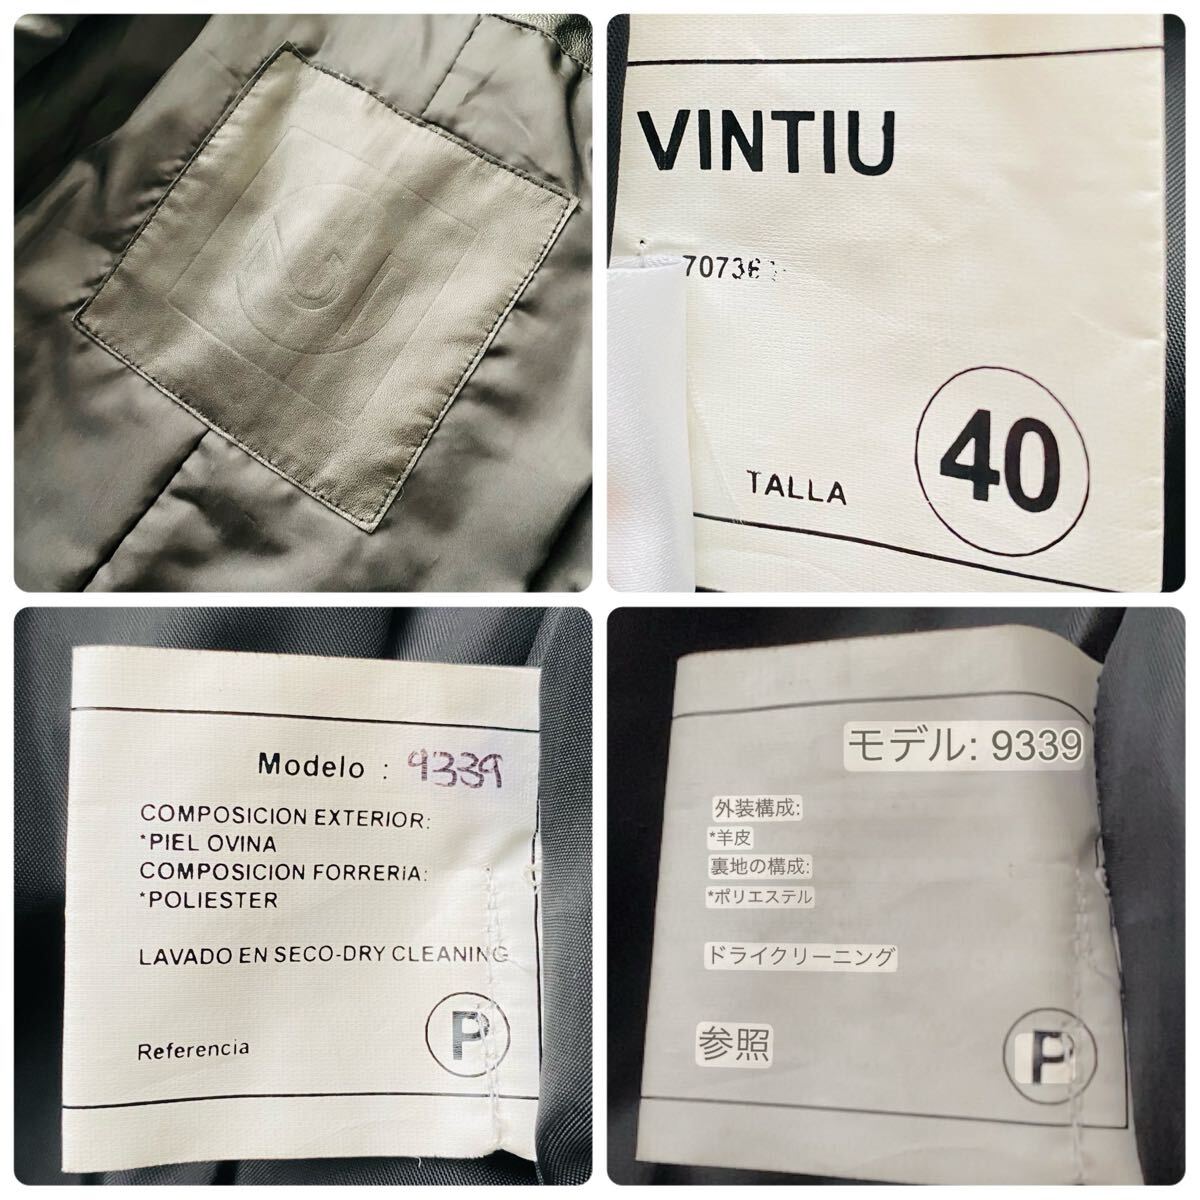 VINTIU
TALLA
40
Modelo : 9339
COMPOSICION EXTERIOR:
*PIEL OVINA
COMPOSICION FORRERíA:
*POLIESTER
LAVADO EN SECO-DRY CLEANING
Referencia
P
モデル: 9339
外装構成:
*羊皮
裏地の構成:
*ポリエステル
ドライクリーニング
参照
P